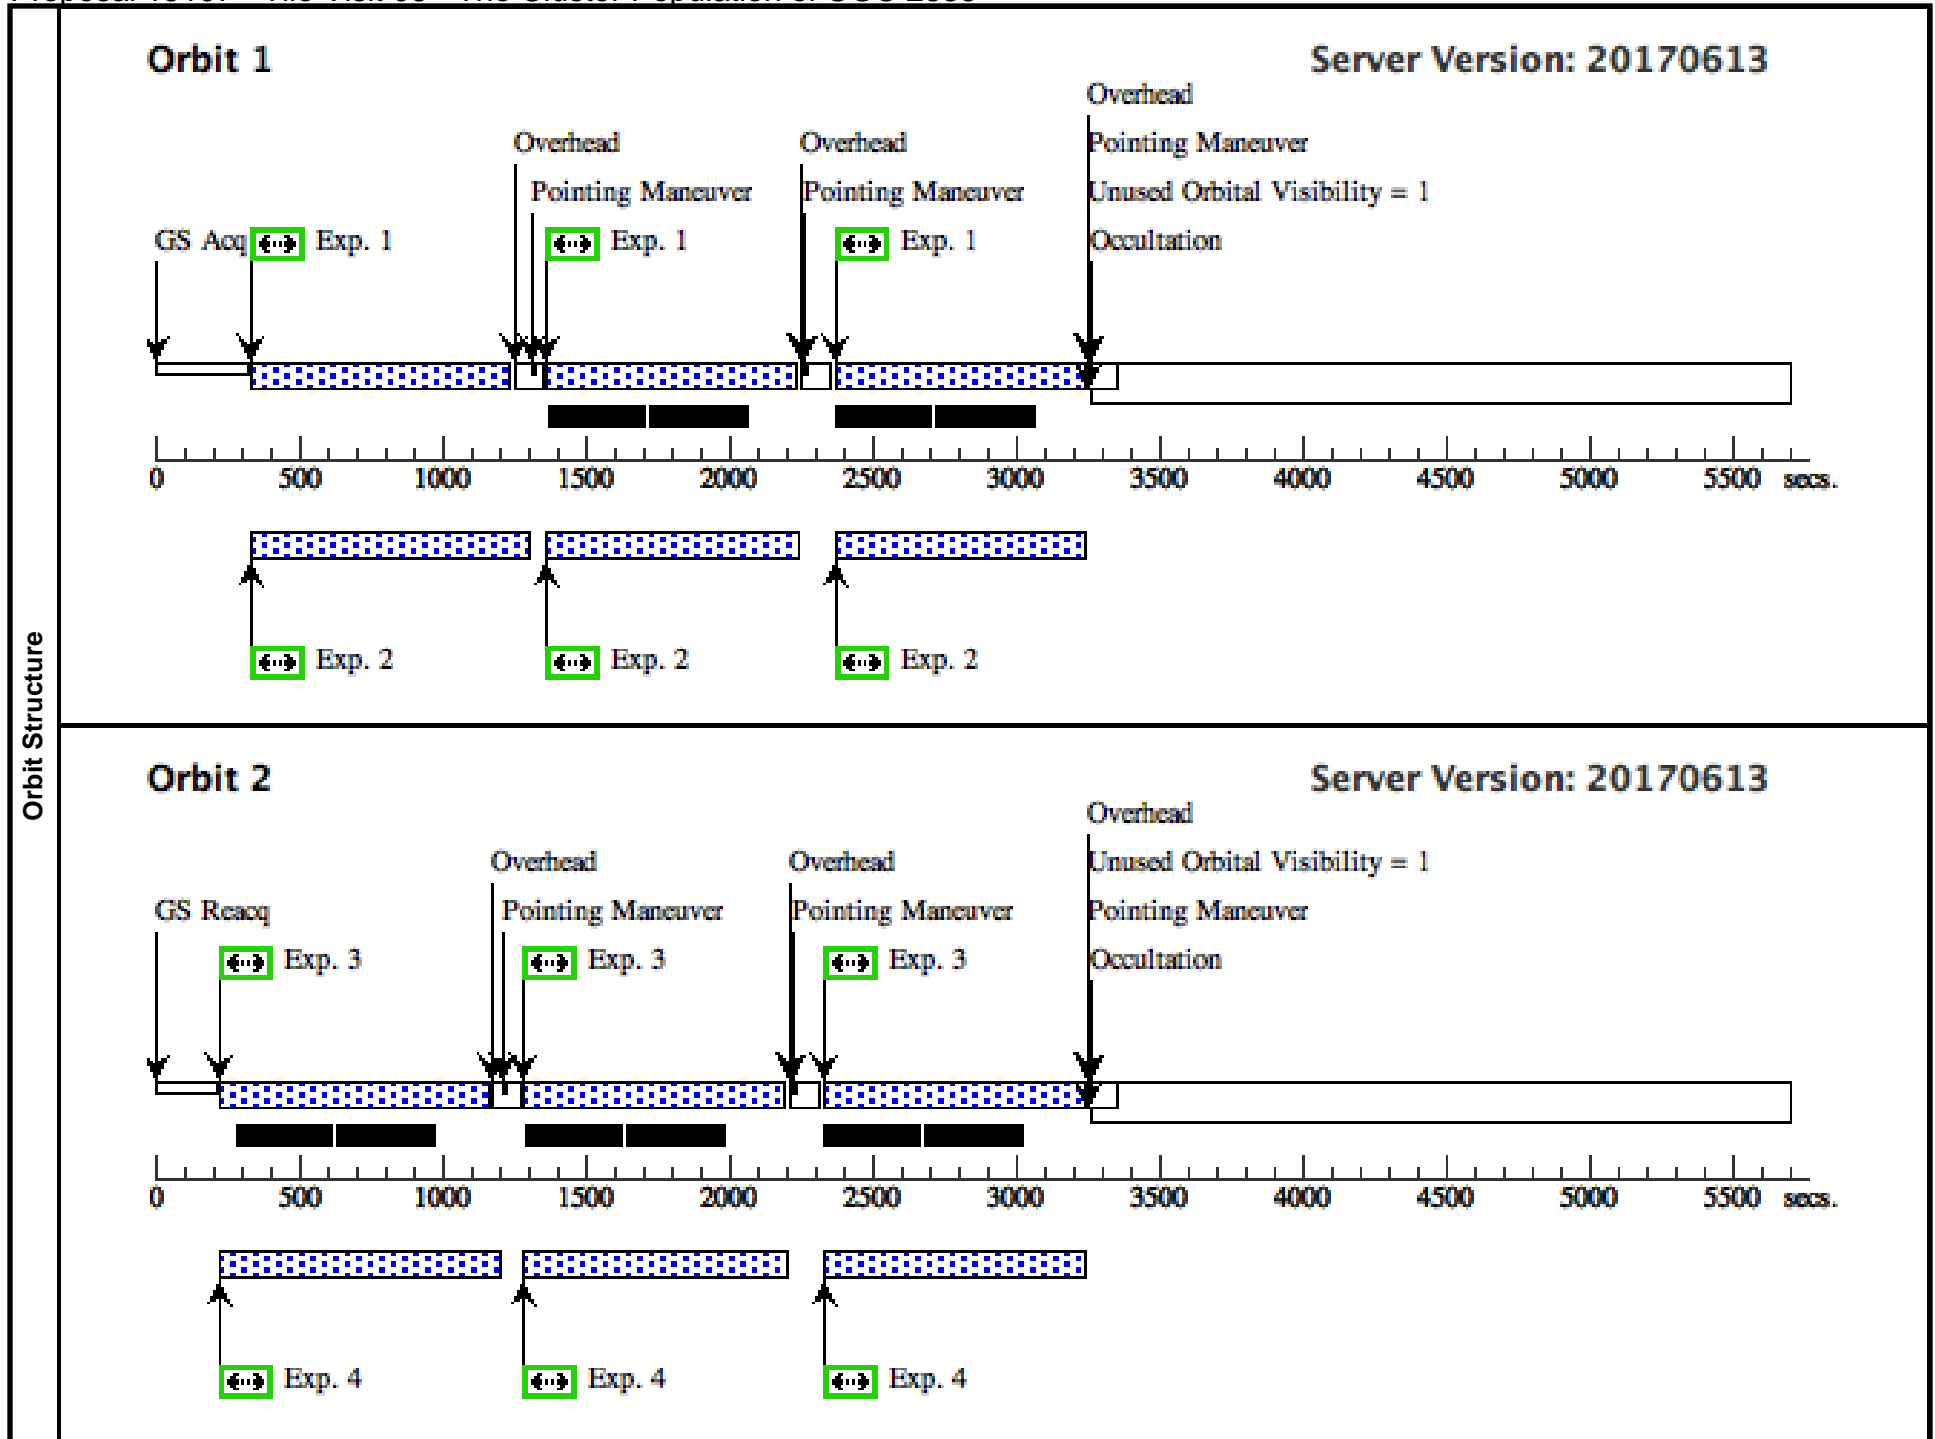 Orbit Structure
Orbit 1
Server Version: 20170613
Overhead
Overhead
Overhead
Pointing Maneuver
Pointing Maneuver
Pointing Maneuver
Unused Orbital Visibility = 1
GS Acq
Exp. 1
Exp. 1
Exp. 1
Occultation
0 500 1000 1500 2000 2500 3000 3500 4000 4500 5000 5500 secs.
Exp. 2
Exp. 2
Exp. 2
Orbit 2
Server Version: 20170613
Overhead
Overhead
Overhead
Unused Orbital Visibility = 1
GS Reacq
Pointing Maneuver
Pointing Maneuver
Pointing Maneuver
Exp. 3
Exp. 3
Exp. 3
Occultation
0 500 1000 1500 2000 2500 3000 3500 4000 4500 5000 5500 secs.
Exp. 4
Exp. 4
Exp. 4